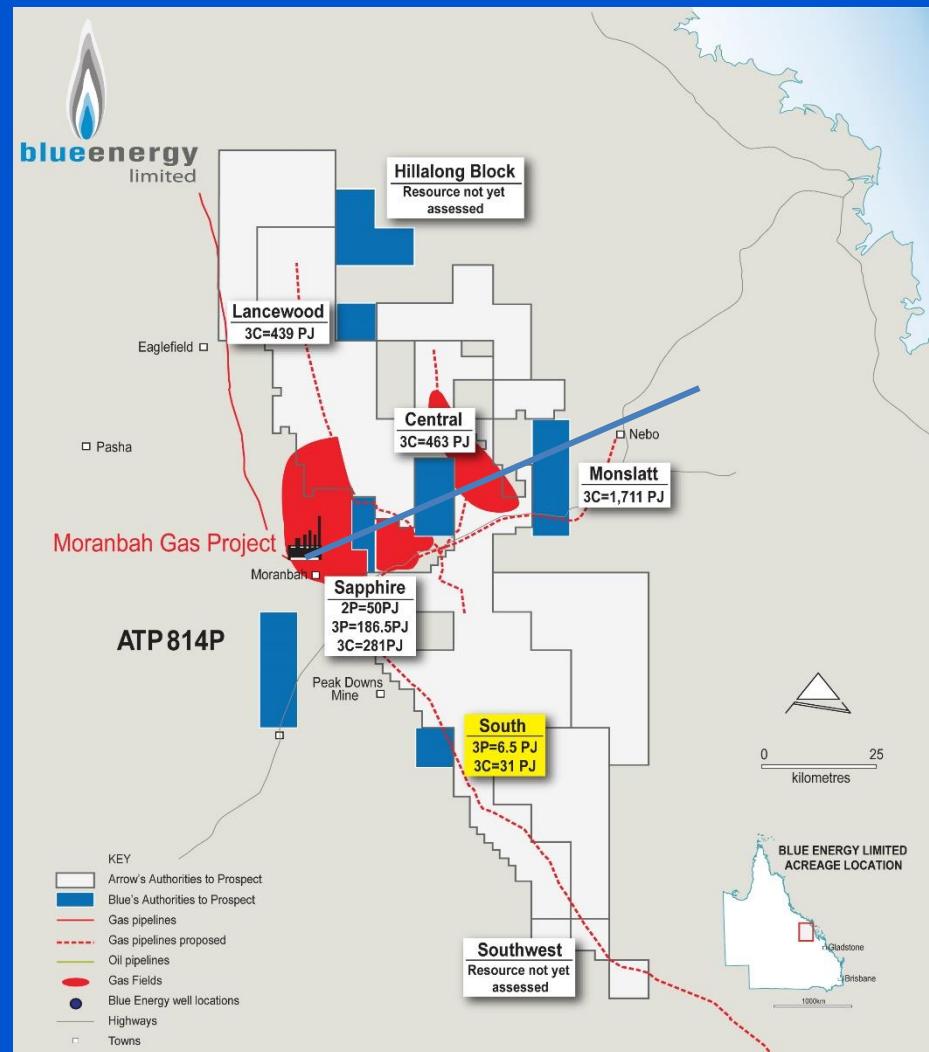 blueenergy
limited
Hillalong Block
Resource not yet
assessed
Lancewood
3C=439 PJ
Eaglefield
Central
3C=463 PJ
Pasha
Nebo
Monslatt
3C=1,711 PJ
Moranbah Gas Project
Moranbah
Sapphire
2P=50PJ
3P=186.5PJ
3C=281PJ
ATP 814P
Peak Downs
Mine
South
3P=6.5 PJ
3C=31 PJ
0 25
kilometres
BLUE ENERGY LIMITED
ACREAGE LOCATION
Gladstone
Brisbane
1000km
Southwest
Resource not yet
assessed
KEY
Arrow's Authorities to Prospect
Blue's Authorities to Prospect
Gas pipelines
Gas pipelines proposed
Oil pipelines
Gas Fields
Blue Energy well locations
Highways
Towns